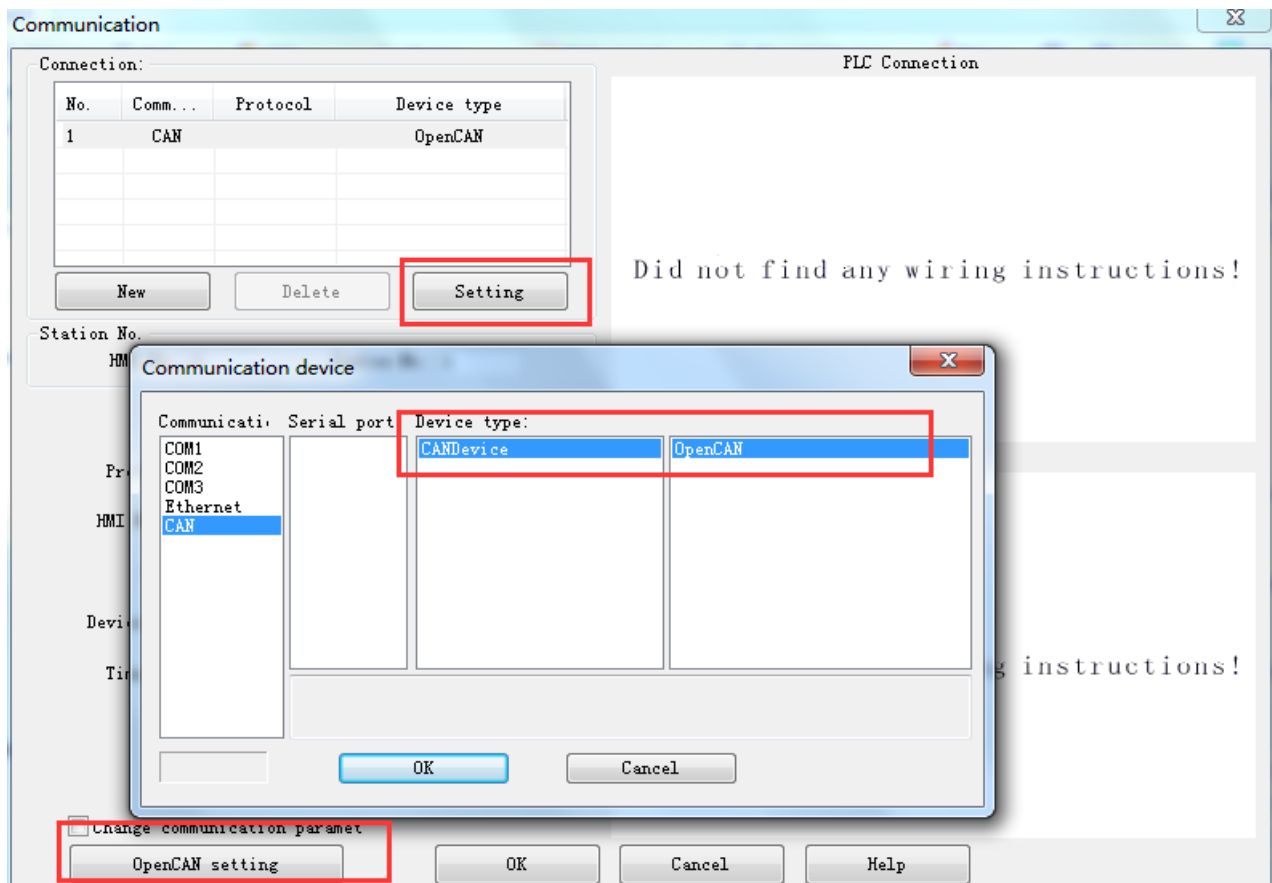 Communication
Connection:
No. Comm... Protocol Device type
1 CAN OpenCAN
New Delete Setting
Station No.
HM
Pr
HMI
Devi
Ti
PLC Connection
Did not find any wiring instructions!
instructions!
Communication device
Communicati Serial port Device type:
COM1
COM2
COM3
Ethernet
CAN
CANDevice OpenCAN
OK Cancel
Change communication paramet
OpenCAN setting OK Cancel Help